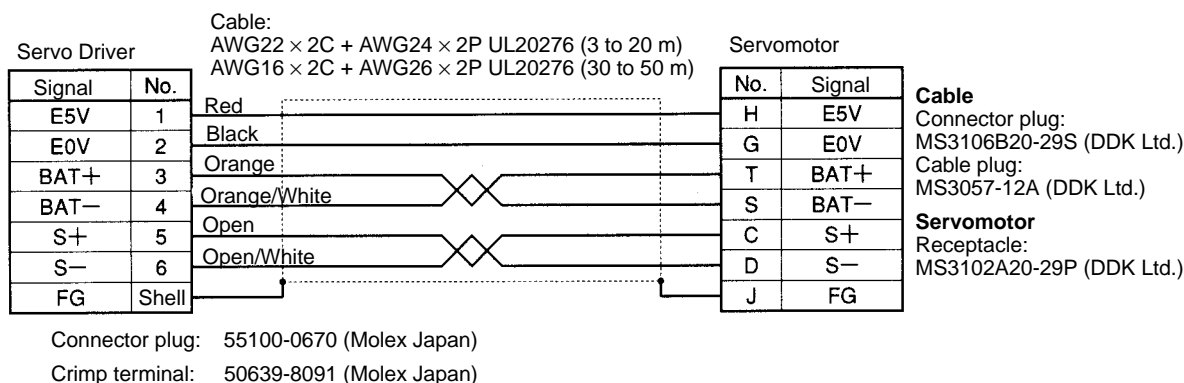 Cable:
AWG22 × 2C + AWG24 × 2P UL20276 (3 to 20 m)
AWG16 × 2C + AWG26 × 2P UL20276 (30 to 50 m)
Servo Driver
Servomotor
Signal No.
No. Signal
E5V 1 Red H E5V
E0V 2 Black G E0V
BAT+ 3 Orange T BAT+
BAT− 4 Orange/White S BAT−
S+ 5 Open C S+
S− 6 Open/White D S−
FG Shell J FG
Cable
Connector plug:
MS3106B20-29S (DDK Ltd.)
Cable plug:
MS3057-12A (DDK Ltd.)
Servomotor
Receptacle:
MS3102A20-29P (DDK Ltd.)
Connector plug: 55100-0670 (Molex Japan)
Crimp terminal: 50639-8091 (Molex Japan)